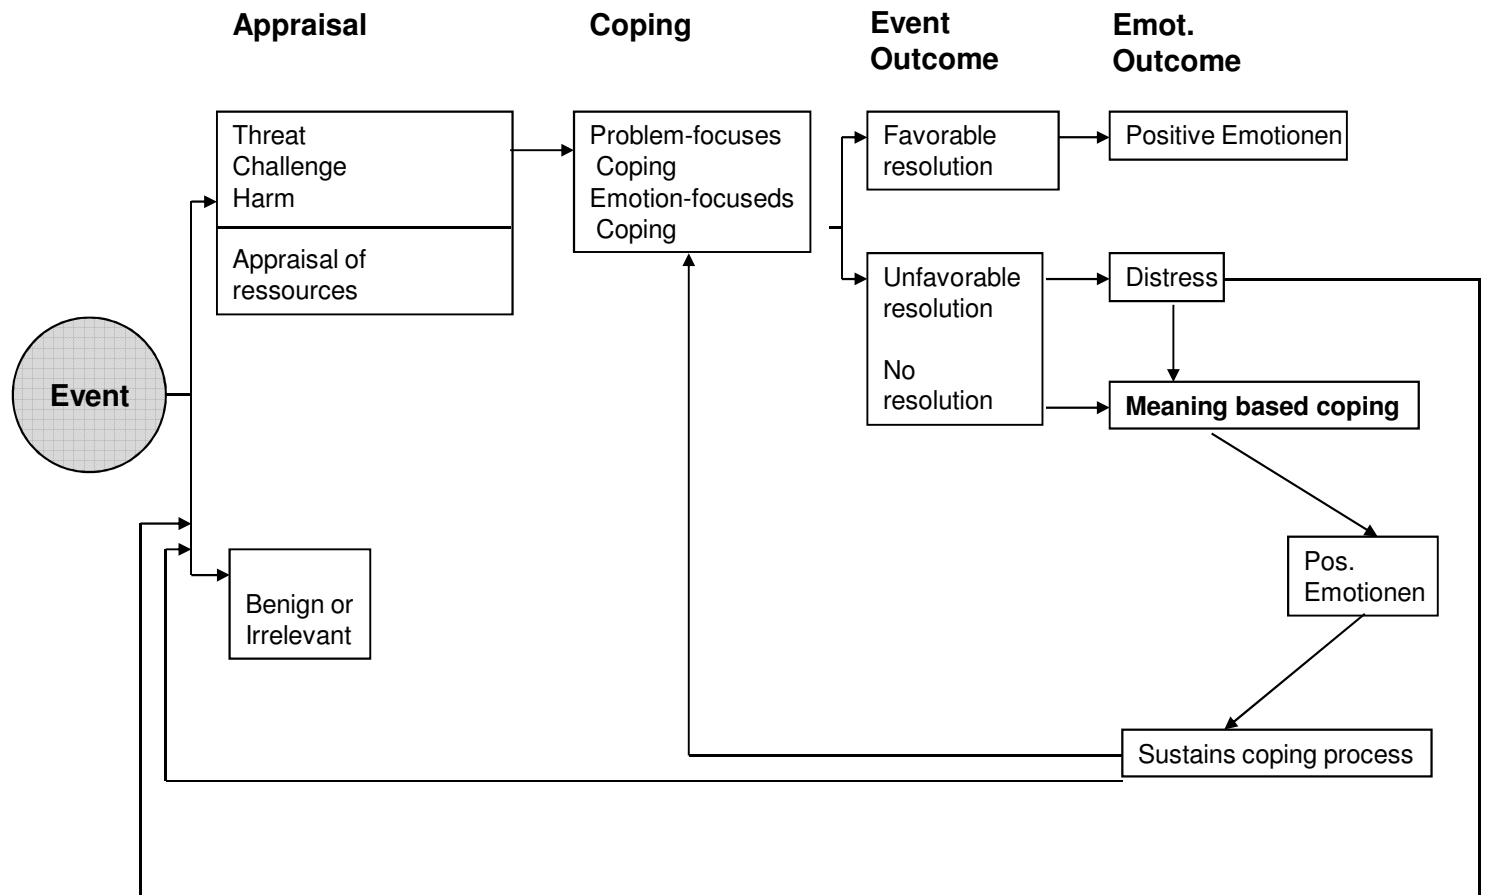 Appraisal
Coping
Event
Outcome
Emot.
Outcome
Threat
Challenge
Harm
Appraisal of
ressources
Problem-focuses
Coping
Emotion-focuseds
Coping
Favorable
resolution
Positive Emotionen
Unfavorable
resolution
No
resolution
Distress
Event
Meaning based coping
Benign or
Irrelevant
Pos.
Emotionen
Sustains coping process